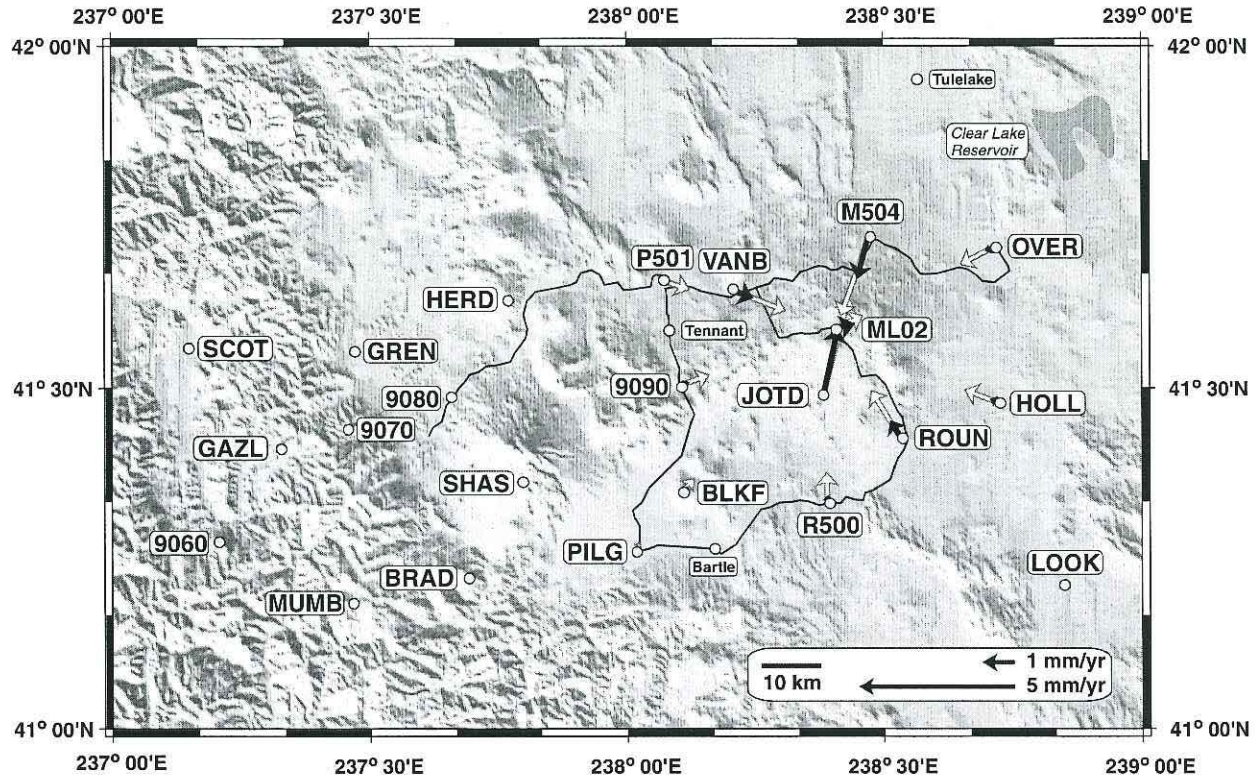 237° 00'E 237° 30'E 238° 00'E 238° 30'E 239° 00'E
42° 00'N 42° 00'N
Tulelake
Clear Lake
Reservoir
M504
OVER
P501 VANB
HERD
Tennant
ML02
SCOT
GREN
41° 30'N 9090 JOTD 41° 30'N
9080
HOLL
9070
ROUN
GAZL
SHAS
BLKF
R500
9060
PILG
Bartle
LOOK
BRAD
MUMB
1 mm/yr
10 km 5 mm/yr
41° 00'N 41° 00'N
237° 00'E 237° 30'E 238° 00'E 238° 30'E 239° 00'E